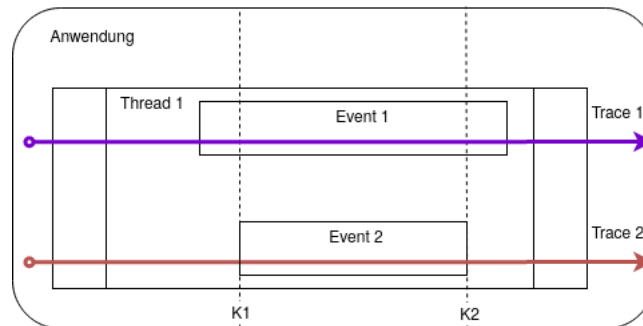 Anwendung
Thread 1
Event 1
Trace 1
Event 2
Trace 2
K1
K2